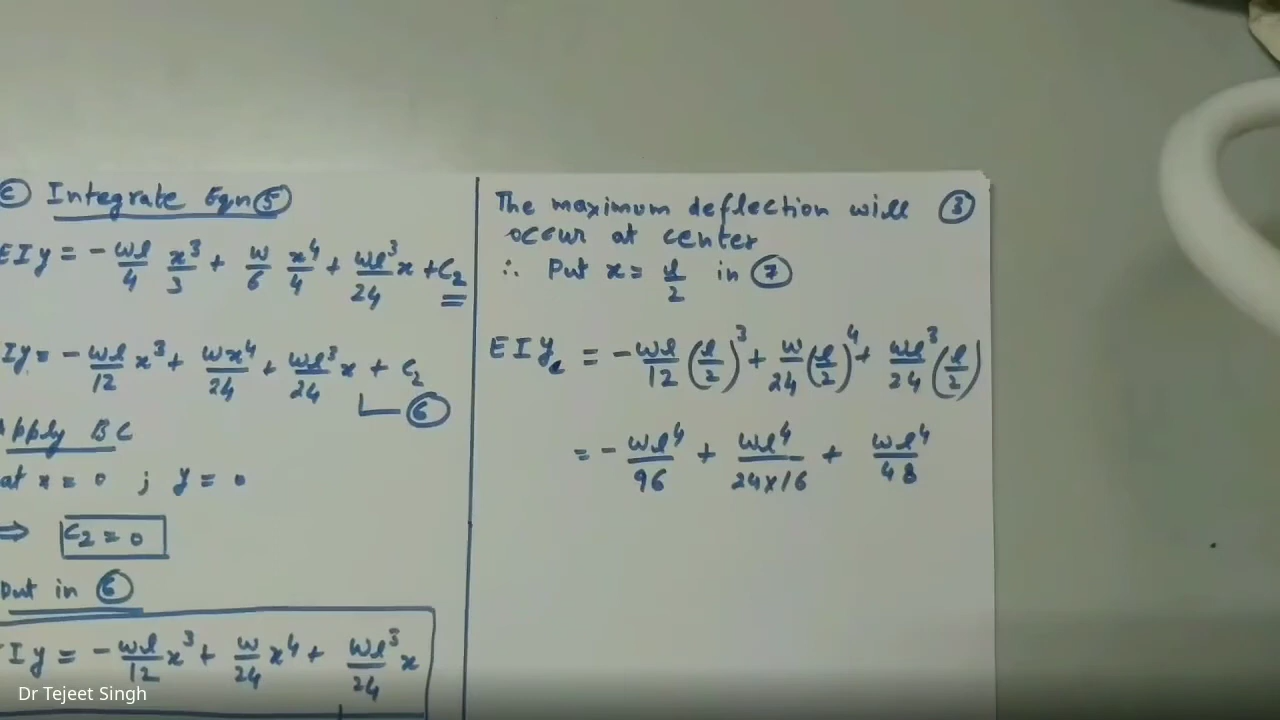 Ⓒ Integrate Eqn ⑤
EIy = - wl/4 x³/3 + w/6 x⁴/4 + wl³/24 x + C₂
Iy = - wl/12 x³ + wx⁴/24 + wl³/24 x + C₂
⑥
Apply BC
at x = 0 ; y = 0
⇒ C₂ = 0
Put in ⑥
EIy = - wl/12 x³ + w/24 x⁴ + wl³/24 x
The maximum deflection will ③
occur at center
∴ Put x = l/2 in ⑦
EIy_c = - wl/12 (l/2)³ + w/24 (l/2)⁴ + wl³/24 (l/2)
= - wl⁴/96 + wl⁴/24×16 + wl⁴/48
Dr Tejeet Singh